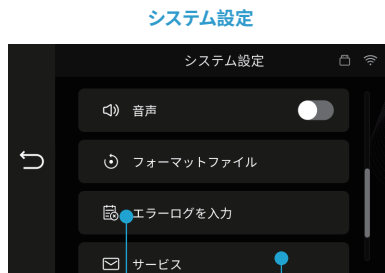 システム設定
システム設定
音声
フォーマットファイル
エラーログを入力
サービス